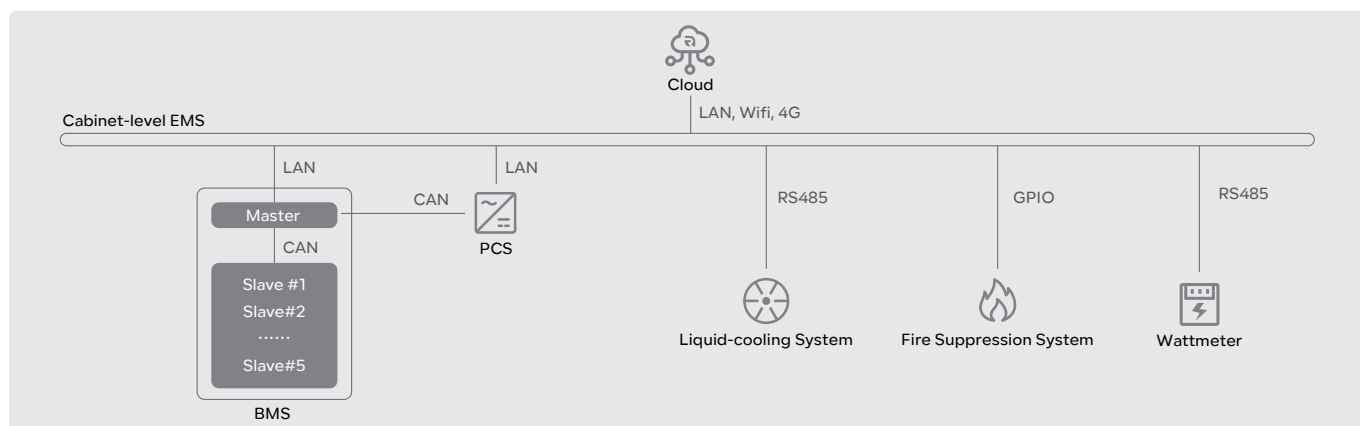 Cloud
LAN, Wifi, 4G
Cabinet-level EMS
LAN
LAN
Master
CAN
PCS
RS485
GPIO
RS485
CAN
Slave #1
Slave#2
......
Slave#5
BMS
Liquid-cooling System
Fire Suppression System
Wattmeter